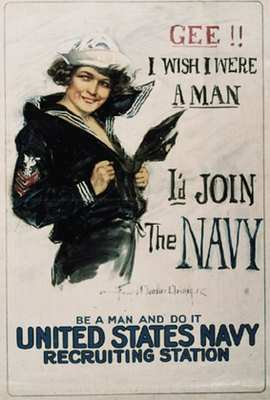 GEE !!
I WISH I WERE
A MAN
I'd JOIN
The NAVY
BE A MAN AND DO IT
UNITED STATES NAVY
RECRUITING STATION